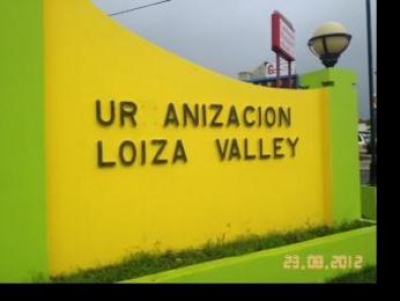 UR ANIZACION
LOIZA VALLEY
23.08.2012